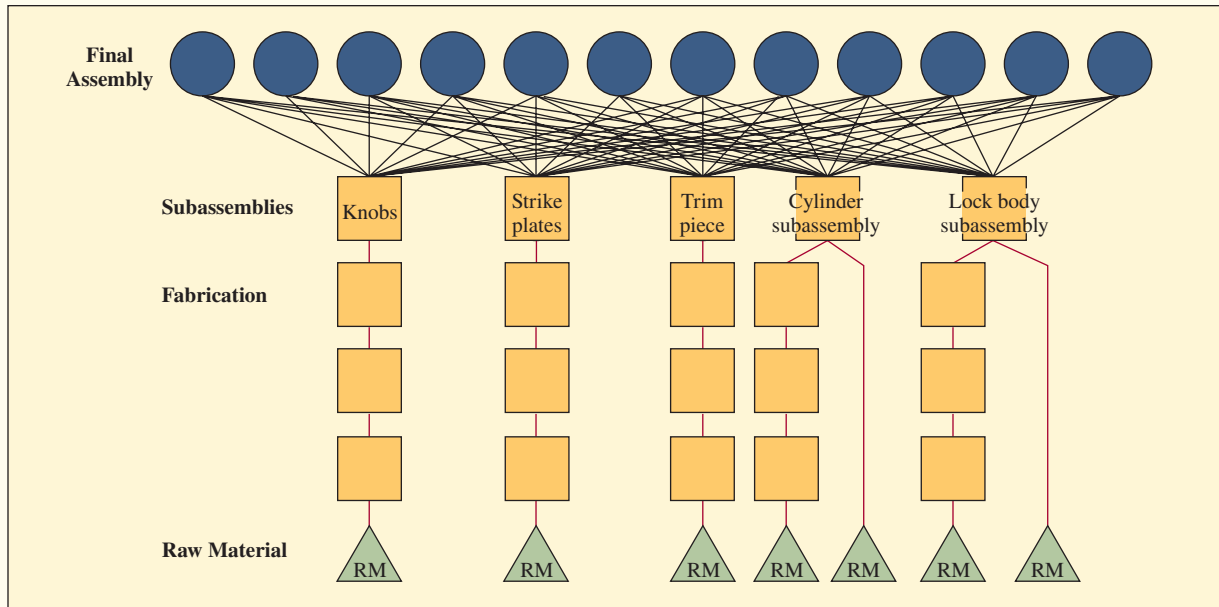 Final
Assembly
Subassemblies
Knobs
Strike
plates
Trim
piece
Cylinder
subassembly
Lock body
subassembly
Fabrication
Raw Material
RM
RM
RM
RM
RM
RM
RM